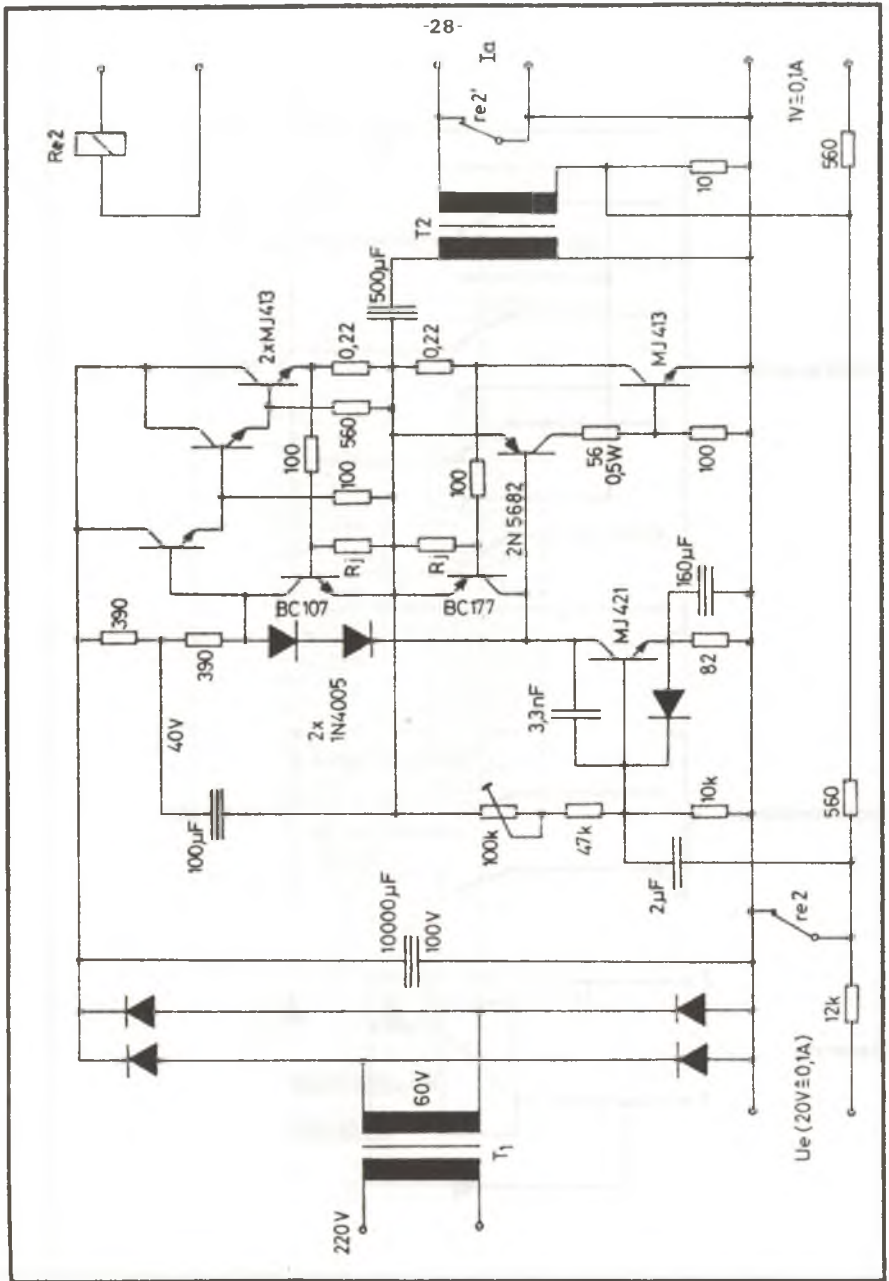 -28-
Re2
Ia
re2'
1V≙0,1A
T2
10
560
500µF
2xMJ413
0,22
0,22
MJ413
560
100
100
100
56
0,5W
100
2N5682
Rj
Rj
BC107
BC177
160µF
390
390
MJ421
82
2x
1N4005
3,3nF
40V
100µF
100k
47k
10k
560
2µF
10000µF
100V
re2
12k
60V
T1
220V
Ue (20V≙0,1A)